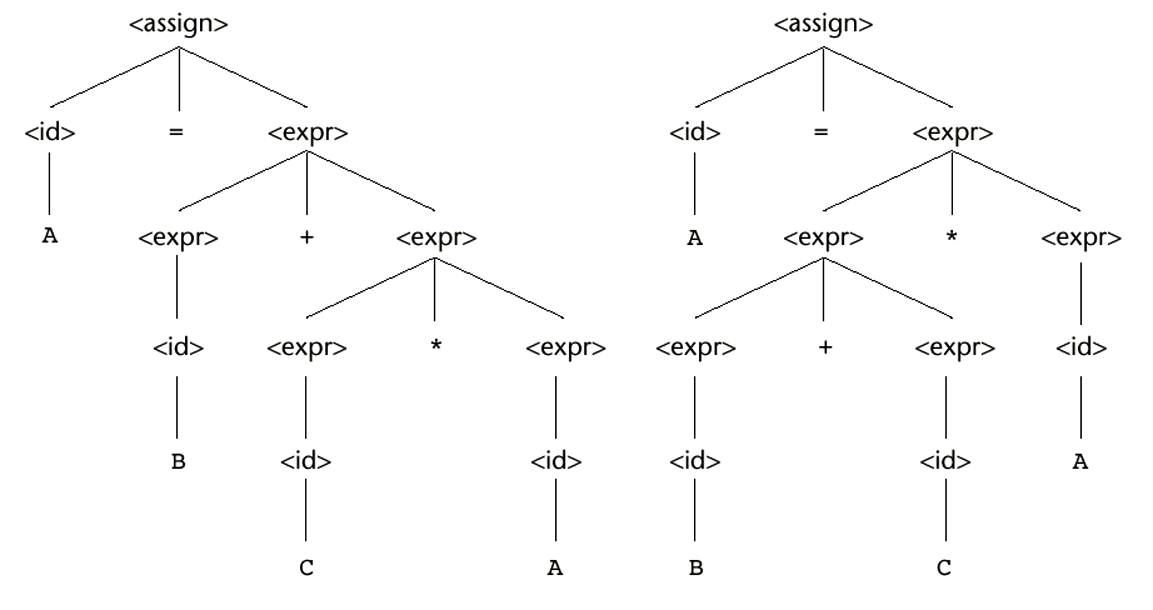 <assign> <assign>
<id> = <expr> <id> = <expr>
A <expr> + <expr> A <expr> * <expr>
<id> <expr> * <expr> <expr> + <expr> <id>
B <id> <id> <id> <id> A
C A B C